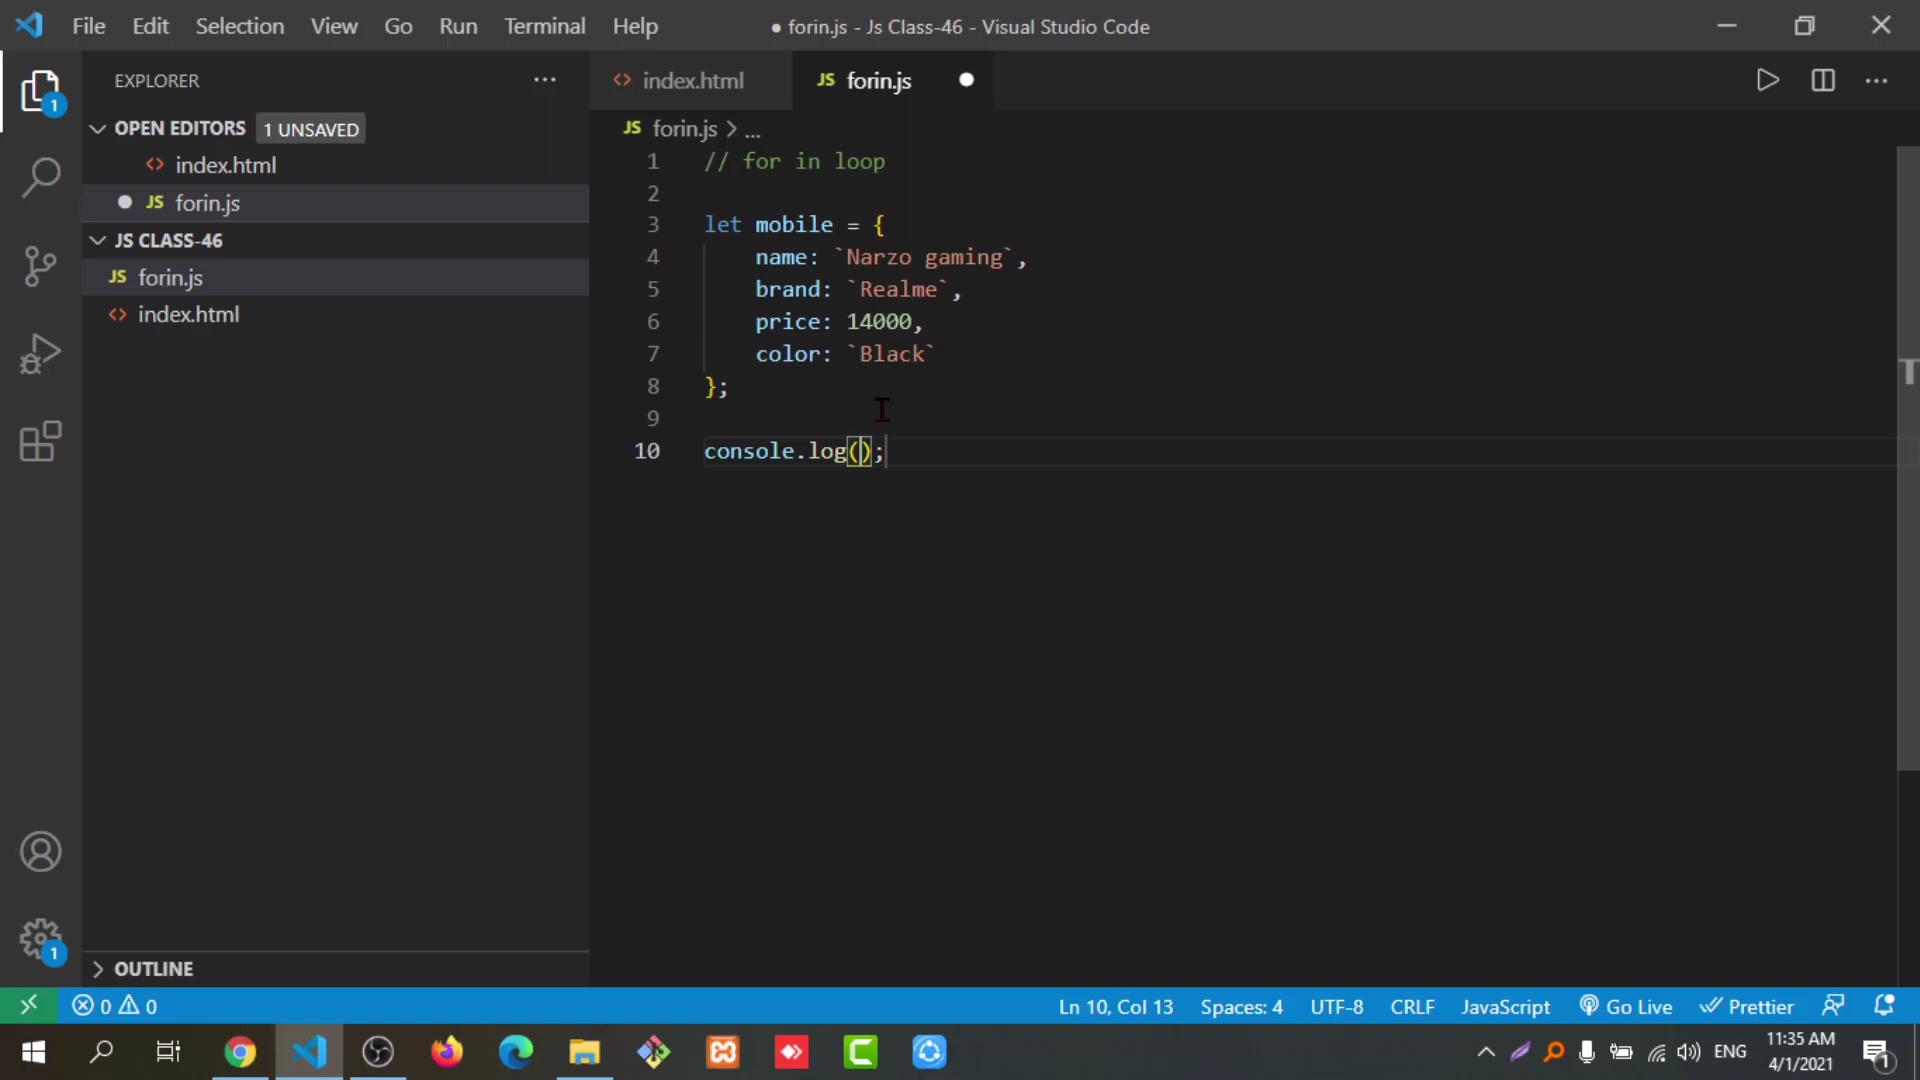 File Edit Selection View Go Run Terminal Help ● forin.js - Js Class-46 - Visual Studio Code
EXPLORER
OPEN EDITORS 1 UNSAVED
<> index.html
● JS forin.js
JS CLASS-46
JS forin.js
<> index.html
OUTLINE
<> index.html JS forin.js
JS forin.js > ...
1 // for in loop
2
3 let mobile = {
4 name: `Narzo gaming`,
5 brand: `Realme`,
6 price: 14000,
7 color: `Black`
8 };
9
10 console.log();
1
1
0 0 Ln 10, Col 13 Spaces: 4 UTF-8 CRLF JavaScript Go Live Prettier
ENG 11:35 AM
4/1/2021 1